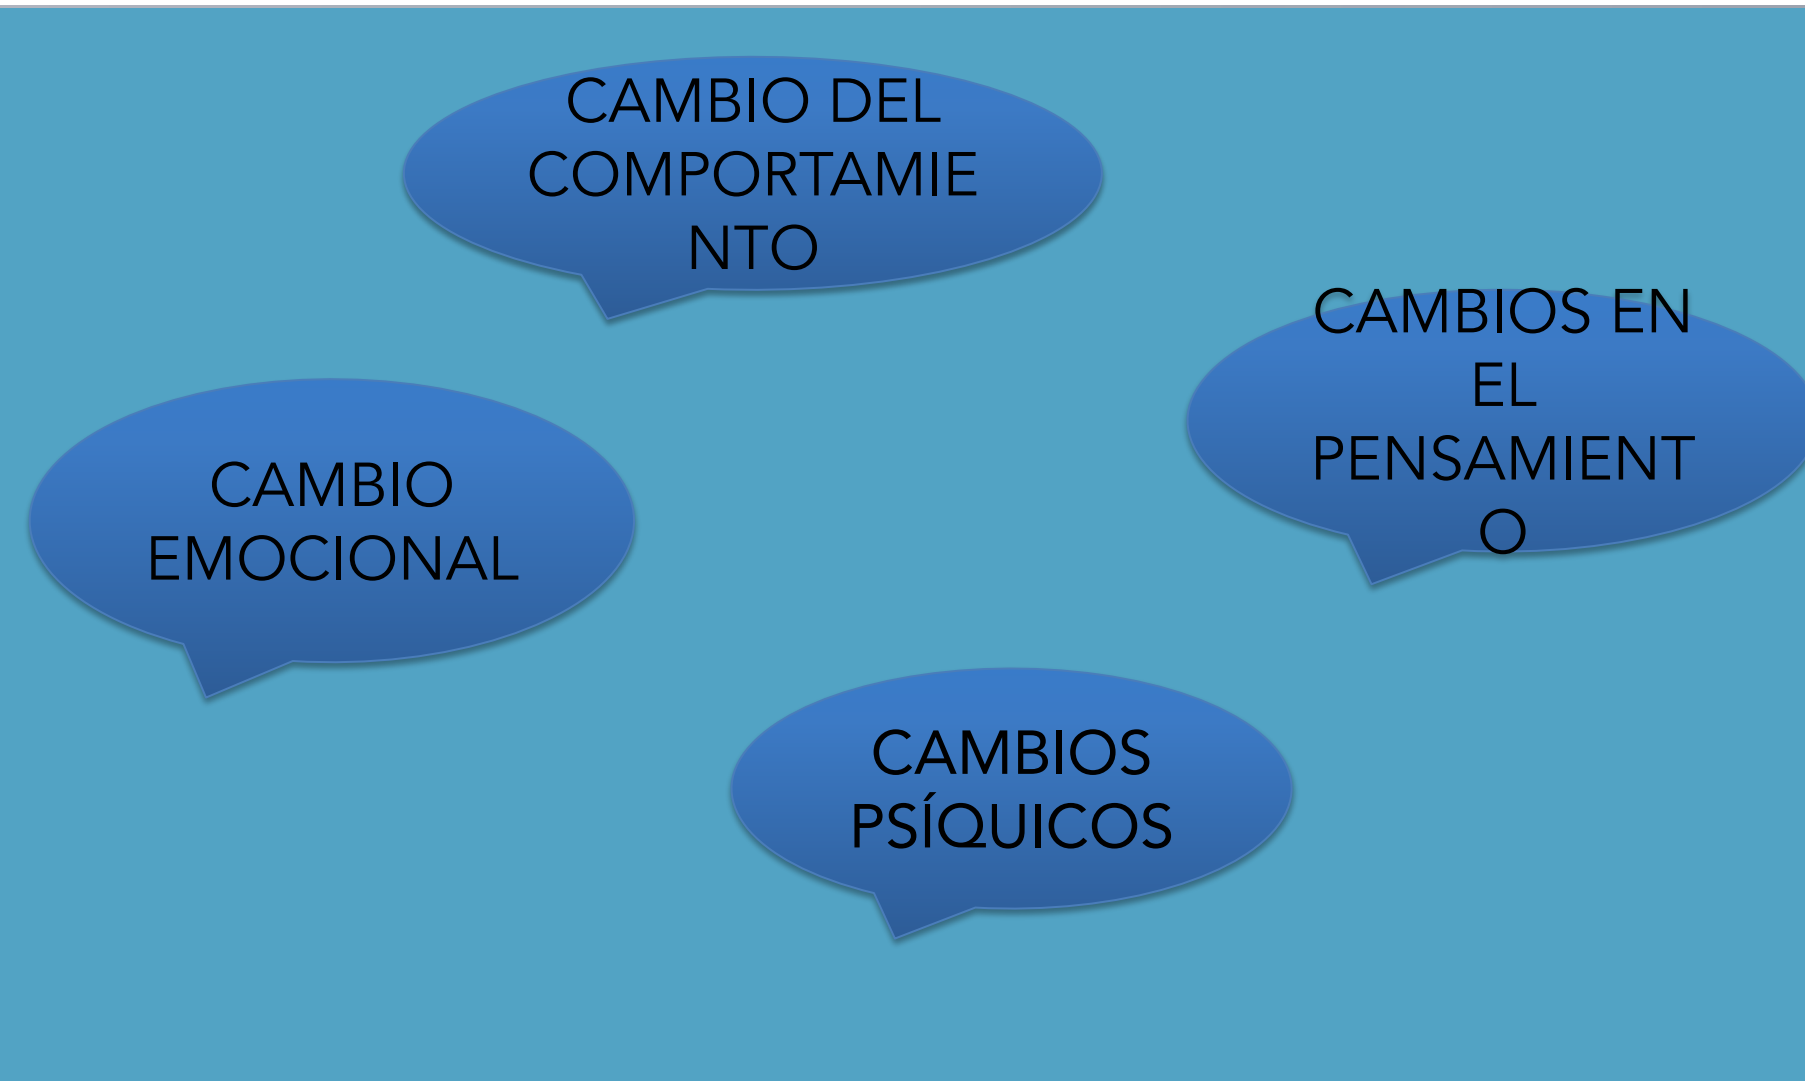 CAMBIO DEL
COMPORTAMIE
NTO
CAMBIOS EN
EL
PENSAMIENT
O
CAMBIO
EMOCIONAL
CAMBIOS
PSÍQUICOS